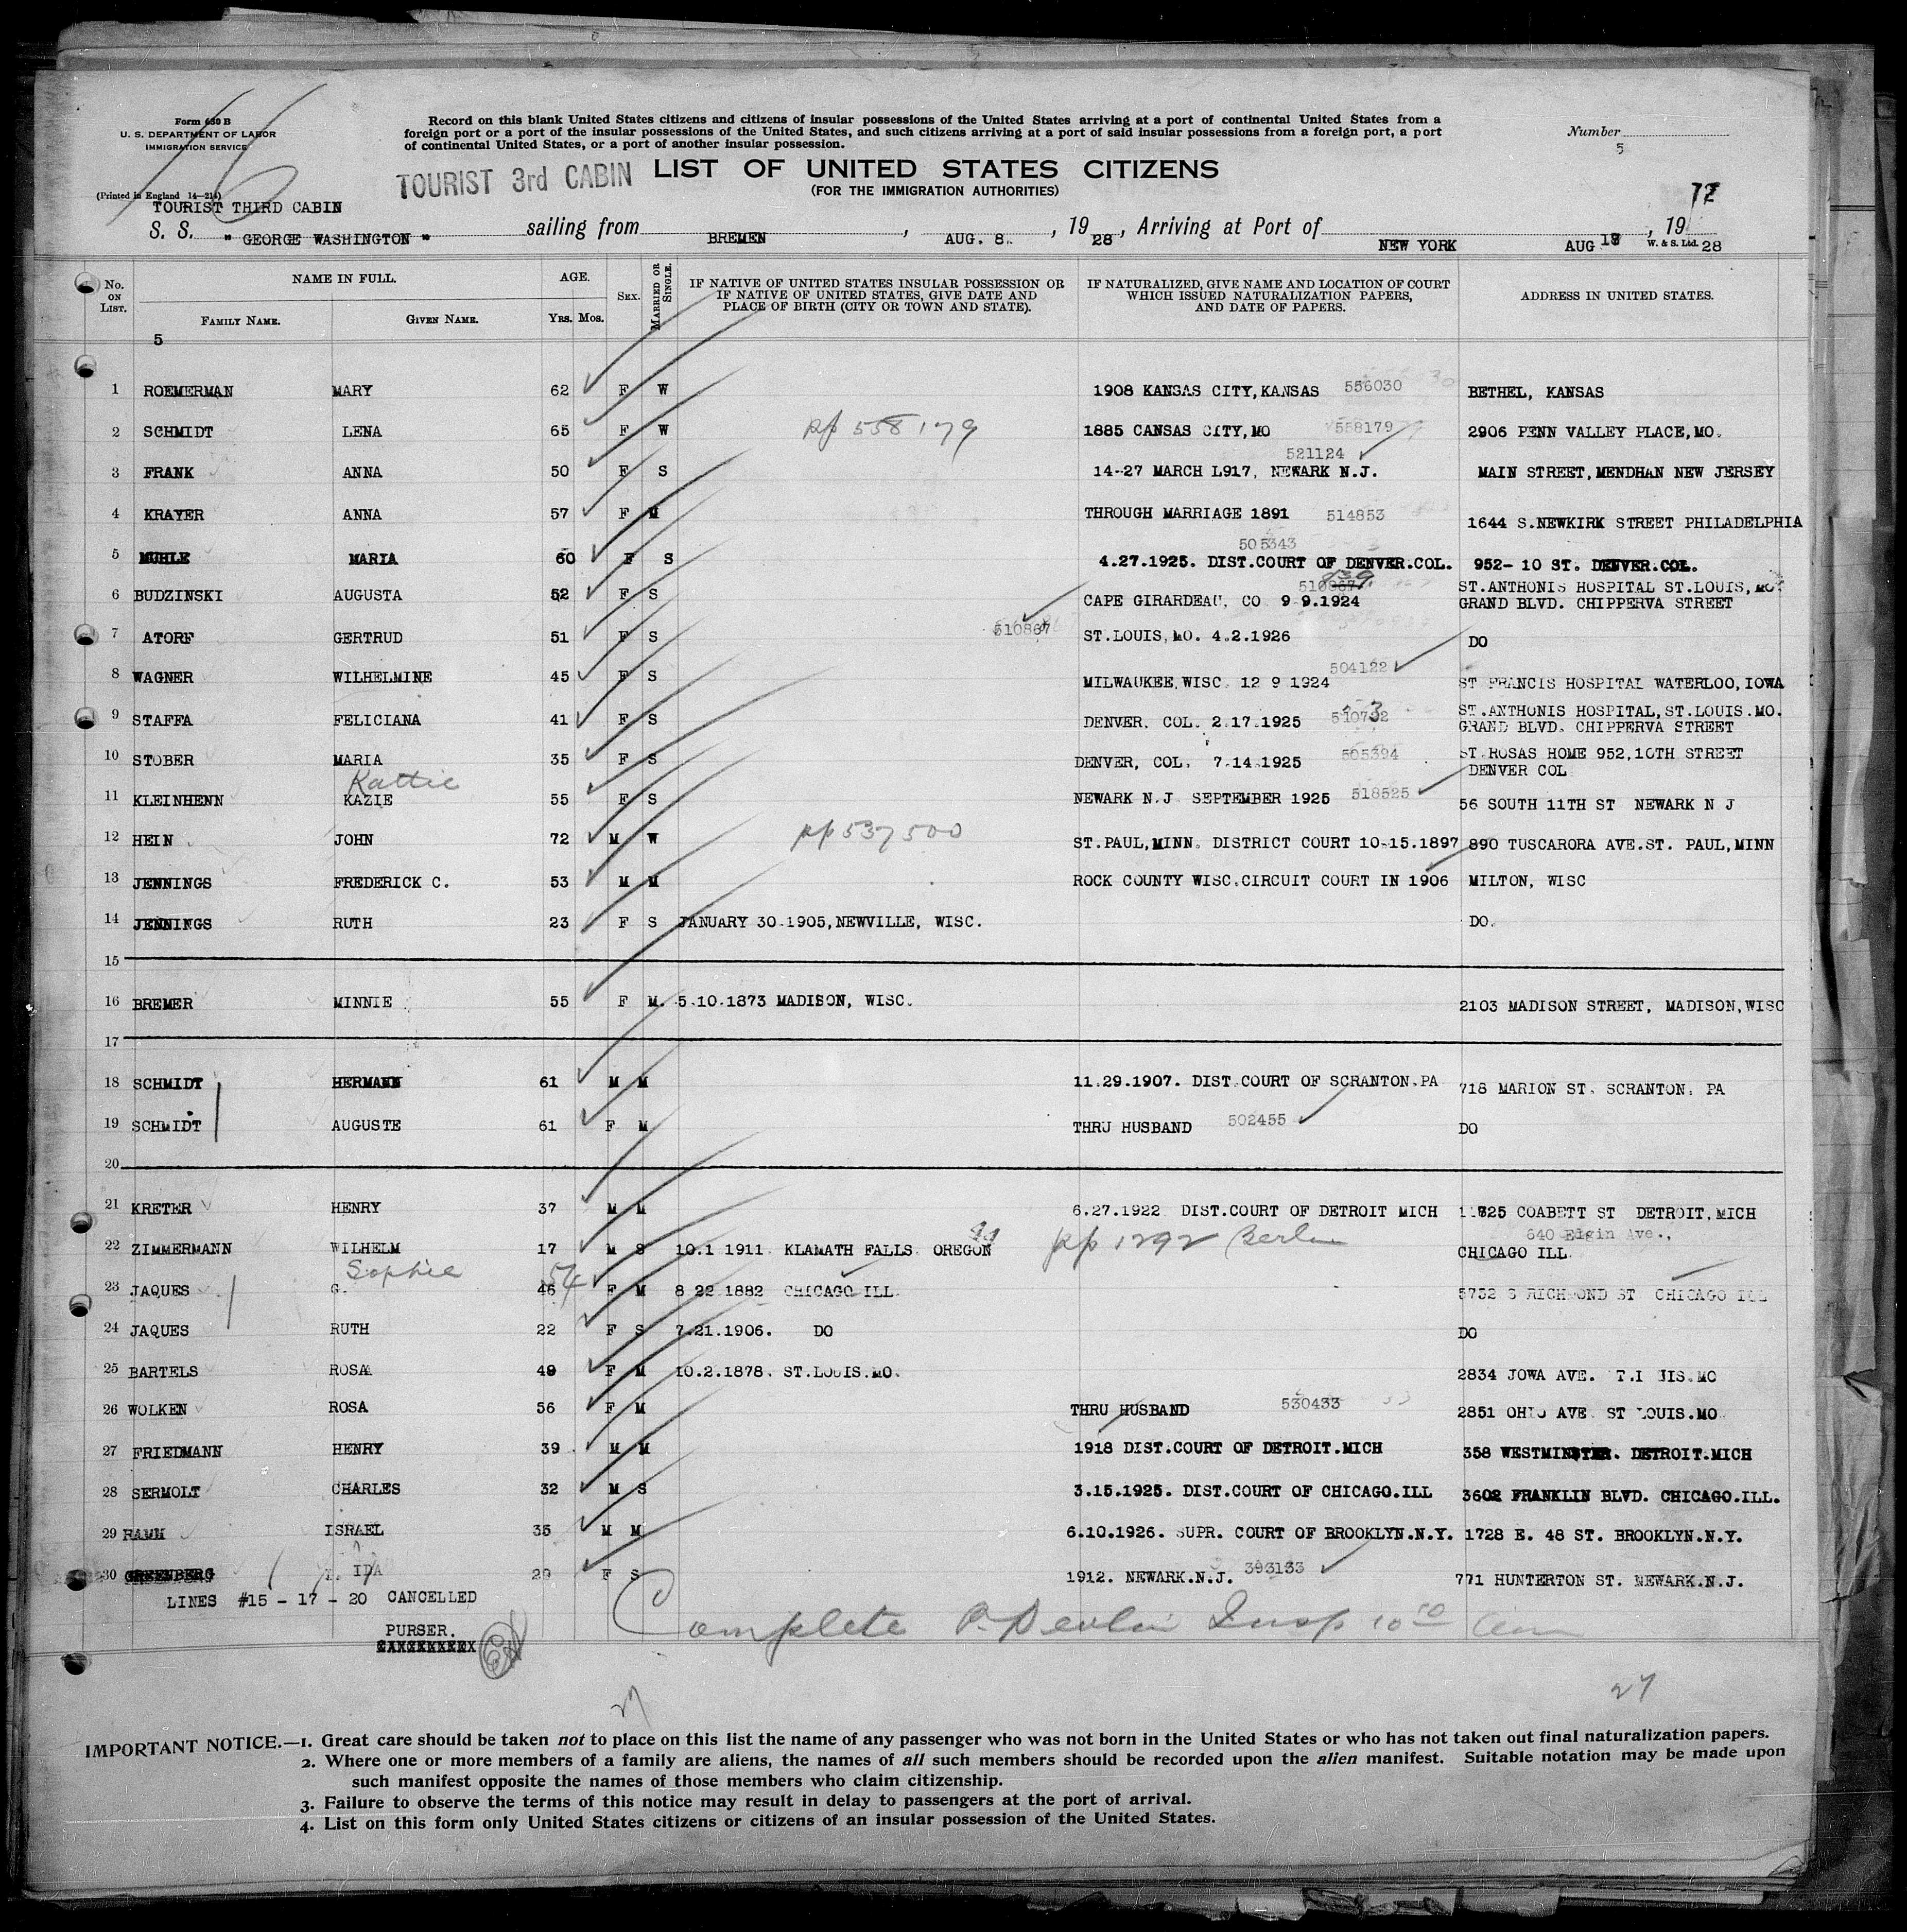 Form 630 B
U. S. DEPARTMENT OF LABOR
IMMIGRATION SERVICE
(Printed in England 14—214)
Record on this blank United States citizens and citizens of insular possessions of the United States arriving at a port of continental United States from a
foreign port or a port of the insular possessions of the United States, and such citizens arriving at a port of said insular possessions from a foreign port, a port
of continental United States, or a port of another insular possession.
Number
5
TOURIST 3rd CABIN LIST OF UNITED STATES CITIZENS
(FOR THE IMMIGRATION AUTHORITIES)
TOURIST THIRD CABIN
S. S. " GEORGE WASHINGTON " sailing from BREMEN, AUG. 8., 1928, Arriving at Port of NEW YORK AUG , 1928
W. & S. Ltd.
No. ON LIST. NAME IN FULL. AGE. SEX. MARRIED OR SINGLE. IF NATIVE OF UNITED STATES INSULAR POSSESSION OR IF NATIVE OF UNITED STATES, GIVE DATE AND PLACE OF BIRTH (CITY OR TOWN AND STATE). IF NATURALIZED, GIVE NAME AND LOCATION OF COURT WHICH ISSUED NATURALIZATION PAPERS, AND DATE OF PAPERS. ADDRESS IN UNITED STATES.
FAMILY NAME. GIVEN NAME. Yrs. Mos.
5
1 ROEMERMAN MARY 62 F W 1908 KANSAS CITY,KANSAS 556030 BETHEL, KANSAS
2 SCHMIDT LENA 65 F W pp 558179 1885 CANSAS CITY,MO 558179 2906 PENN VALLEY PLACE,MO.
521124
3 FRANK ANNA 50 F S 14-27 MARCH L917, NEWARK N.J. MAIN STREET,MENDHAN NEW JERSEY
4 KRAYER ANNA 57 F M THROUGH MARRIAGE 1891 514853 1644 S.NEWKIRK STREET PHILADELPHIA
505343
5 MUHLE MARIA 60 F S 4.27.1925. DIST.COURT OF DENVER.COL. 952- 10 ST. DENVER.COL.
6 BUDZINSKI AUGUSTA 52 F S CAPE GIRARDEAU, CO 9-9.1924 ST.ANTHONIS HOSPITAL ST.LOUIS, MO.
GRAND BLVD. CHIPPERVA STREET
7 ATORF GERTRUD 51 F S 510867 ST.LOUIS,MO. 4.2.1926 DO
504122
8 WAGNER WILHELMINE 45 F S MILWAUKEE,WISC. 12 9 1924 ST FRANCIS HOSPITAL WATERLOO,IOWA
9 STAFFA FELICIANA 41 F S DENVER, COL. 2.17.1925 ST.ANTHONIS HOSPITAL,ST.LOUIS.MO.
GRAND BLVD. CHIPPERVA STREET
10 STOBER MARIA 35 F S DENVER, COL. 7-14.1925 505394 ST.ROSAS HOME 952,10TH STREET
DENVER COL
Kattie
11 KLEINHENN KAZIE 55 F S NEWARK N.J SEPTEMBER 1925 518525 56 SOUTH 11TH ST NEWARK N J
12 HEIN JOHN 72 M W pp 537500 ST.PAUL,MINN. DISTRICT COURT 10-15.1897 890 TUSCARORA AVE.ST. PAUL,MINN
13 JENNINGS FREDERICK C. 53 M M ROCK COUNTY WISC.CIRCUIT COURT IN 1906 MILTON, WISC
14 JENNINGS RUTH 23 F S JANUARY 30.1905,NEWVILLE, WISC. DO.
15
16 BREMER MINNIE 55 F M. 5.10.1873 MADISON, WISC. 2103 MADISON STREET, MADISON,WISC
17
18 SCHMIDT HERMANN 61 M M 11.29.1907. DIST.COURT OF SCRANTON.PA 718 MARION ST. SCRANTON. PA
19 SCHMIDT AUGUSTE 61 F M THRU HUSBAND 502455 DO
20
21 KRETER HENRY 37 M M 6.27.1922 DIST.COURT OF DETROIT MICH COABETT ST DETROIT,MICH
640 Elgin Ave.,
22 ZIMMERMANN WILHELM 17 M S 10.1 1911. KLAMATH FALLS OREGON pp 1292 Berlin CHICAGO ILL.
Sophie 54
23 JAQUES G. 46 F M 8 22 1882 CHICAGO ILL. 5732 S RICHMOND ST CHICAGO ILL
24 JAQUES RUTH 22 F S 7.21.1906. DO DO
25 BARTELS ROSA 49 F M 10.2.1878. ST.LOUIS.MO. 2834 JOWA AVE.
26 WOLKEN ROSA 56 F M THRU HUSBAND 530433 2851 OHIO AVE ST LOUIS.MO.
27 FRIEDMANN HENRY 39 M M 1918 DIST.COURT OF DETROIT.MICH 358 WESTMINSTER. DETROIT.MICH
28 SERMOLT CHARLES 32 M S 3.15.1925. DIST.COURT OF CHICAGO.ILL 3602 FRANKLIN BLVD. CHICAGO.ILL.
29 RAMM ISRAEL 35 M M 6.10.1926. SUPR. COURT OF BROOKLYN.N.Y. 1728 E. 48 ST. BROOKLYN.N.Y.
30 GREENBERG IDA 29 F S 1912. NEWARK.N.J. 393133 771 HUNTERTON ST. NEWARK.N.J.
LINES #15 - 17 - 20 CANCELLED
Complete P. Devlin Insp 10 50 am
PURSER.
27
27
IMPORTANT NOTICE.—1. Great care should be taken not to place on this list the name of any passenger who was not born in the United States or who has not taken out final naturalization papers.
2. Where one or more members of a family are aliens, the names of all such members should be recorded upon the alien manifest. Suitable notation may be made upon
such manifest opposite the names of those members who claim citizenship.
3. Failure to observe the terms of this notice may result in delay to passengers at the port of arrival.
4. List on this form only United States citizens or citizens of an insular possession of the United States.